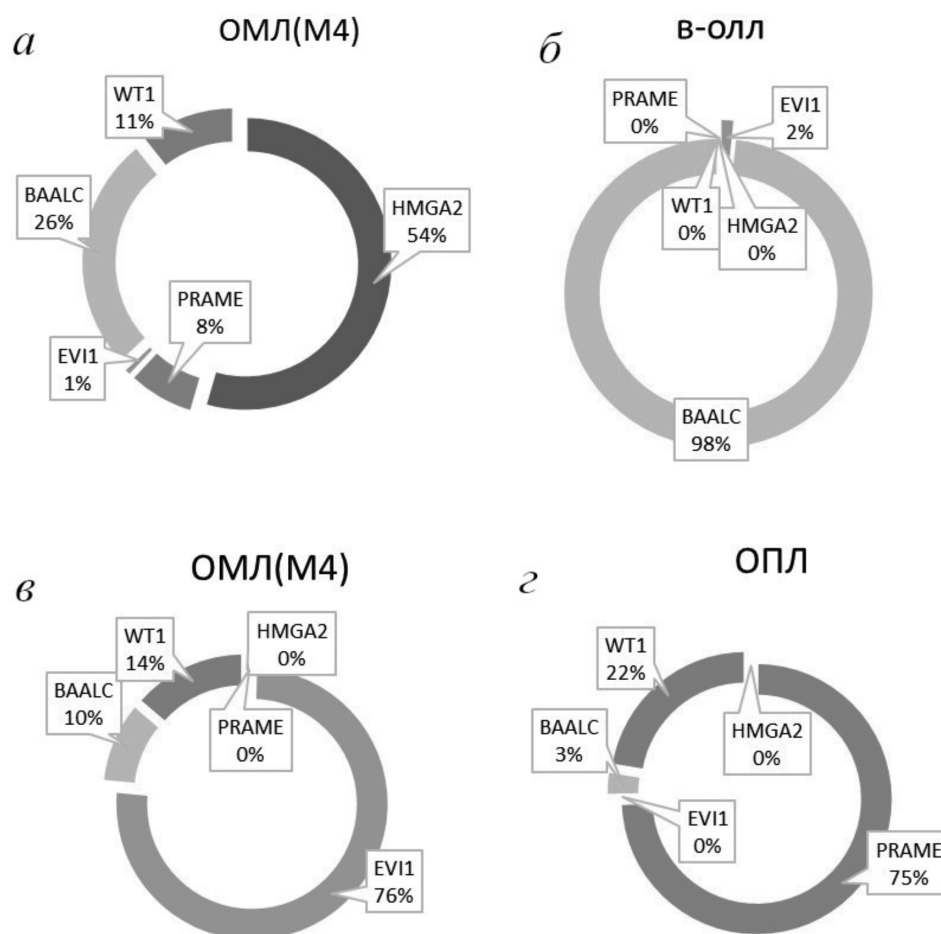 а
ОМЛ(М4)
WT1
11%
BAALC
26%
HMGA2
54%
PRAME
8%
EVI1
1%
б
в-олл
PRAME
0%
EVI1
2%
WT1
0%
HMGA2
0%
BAALC
98%
в
ОМЛ(М4)
WT1
14%
HMGA2
0%
BAALC
10%
PRAME
0%
EVI1
76%
г
ОПЛ
WT1
22%
HMGA2
0%
BAALC
3%
EVI1
0%
PRAME
75%